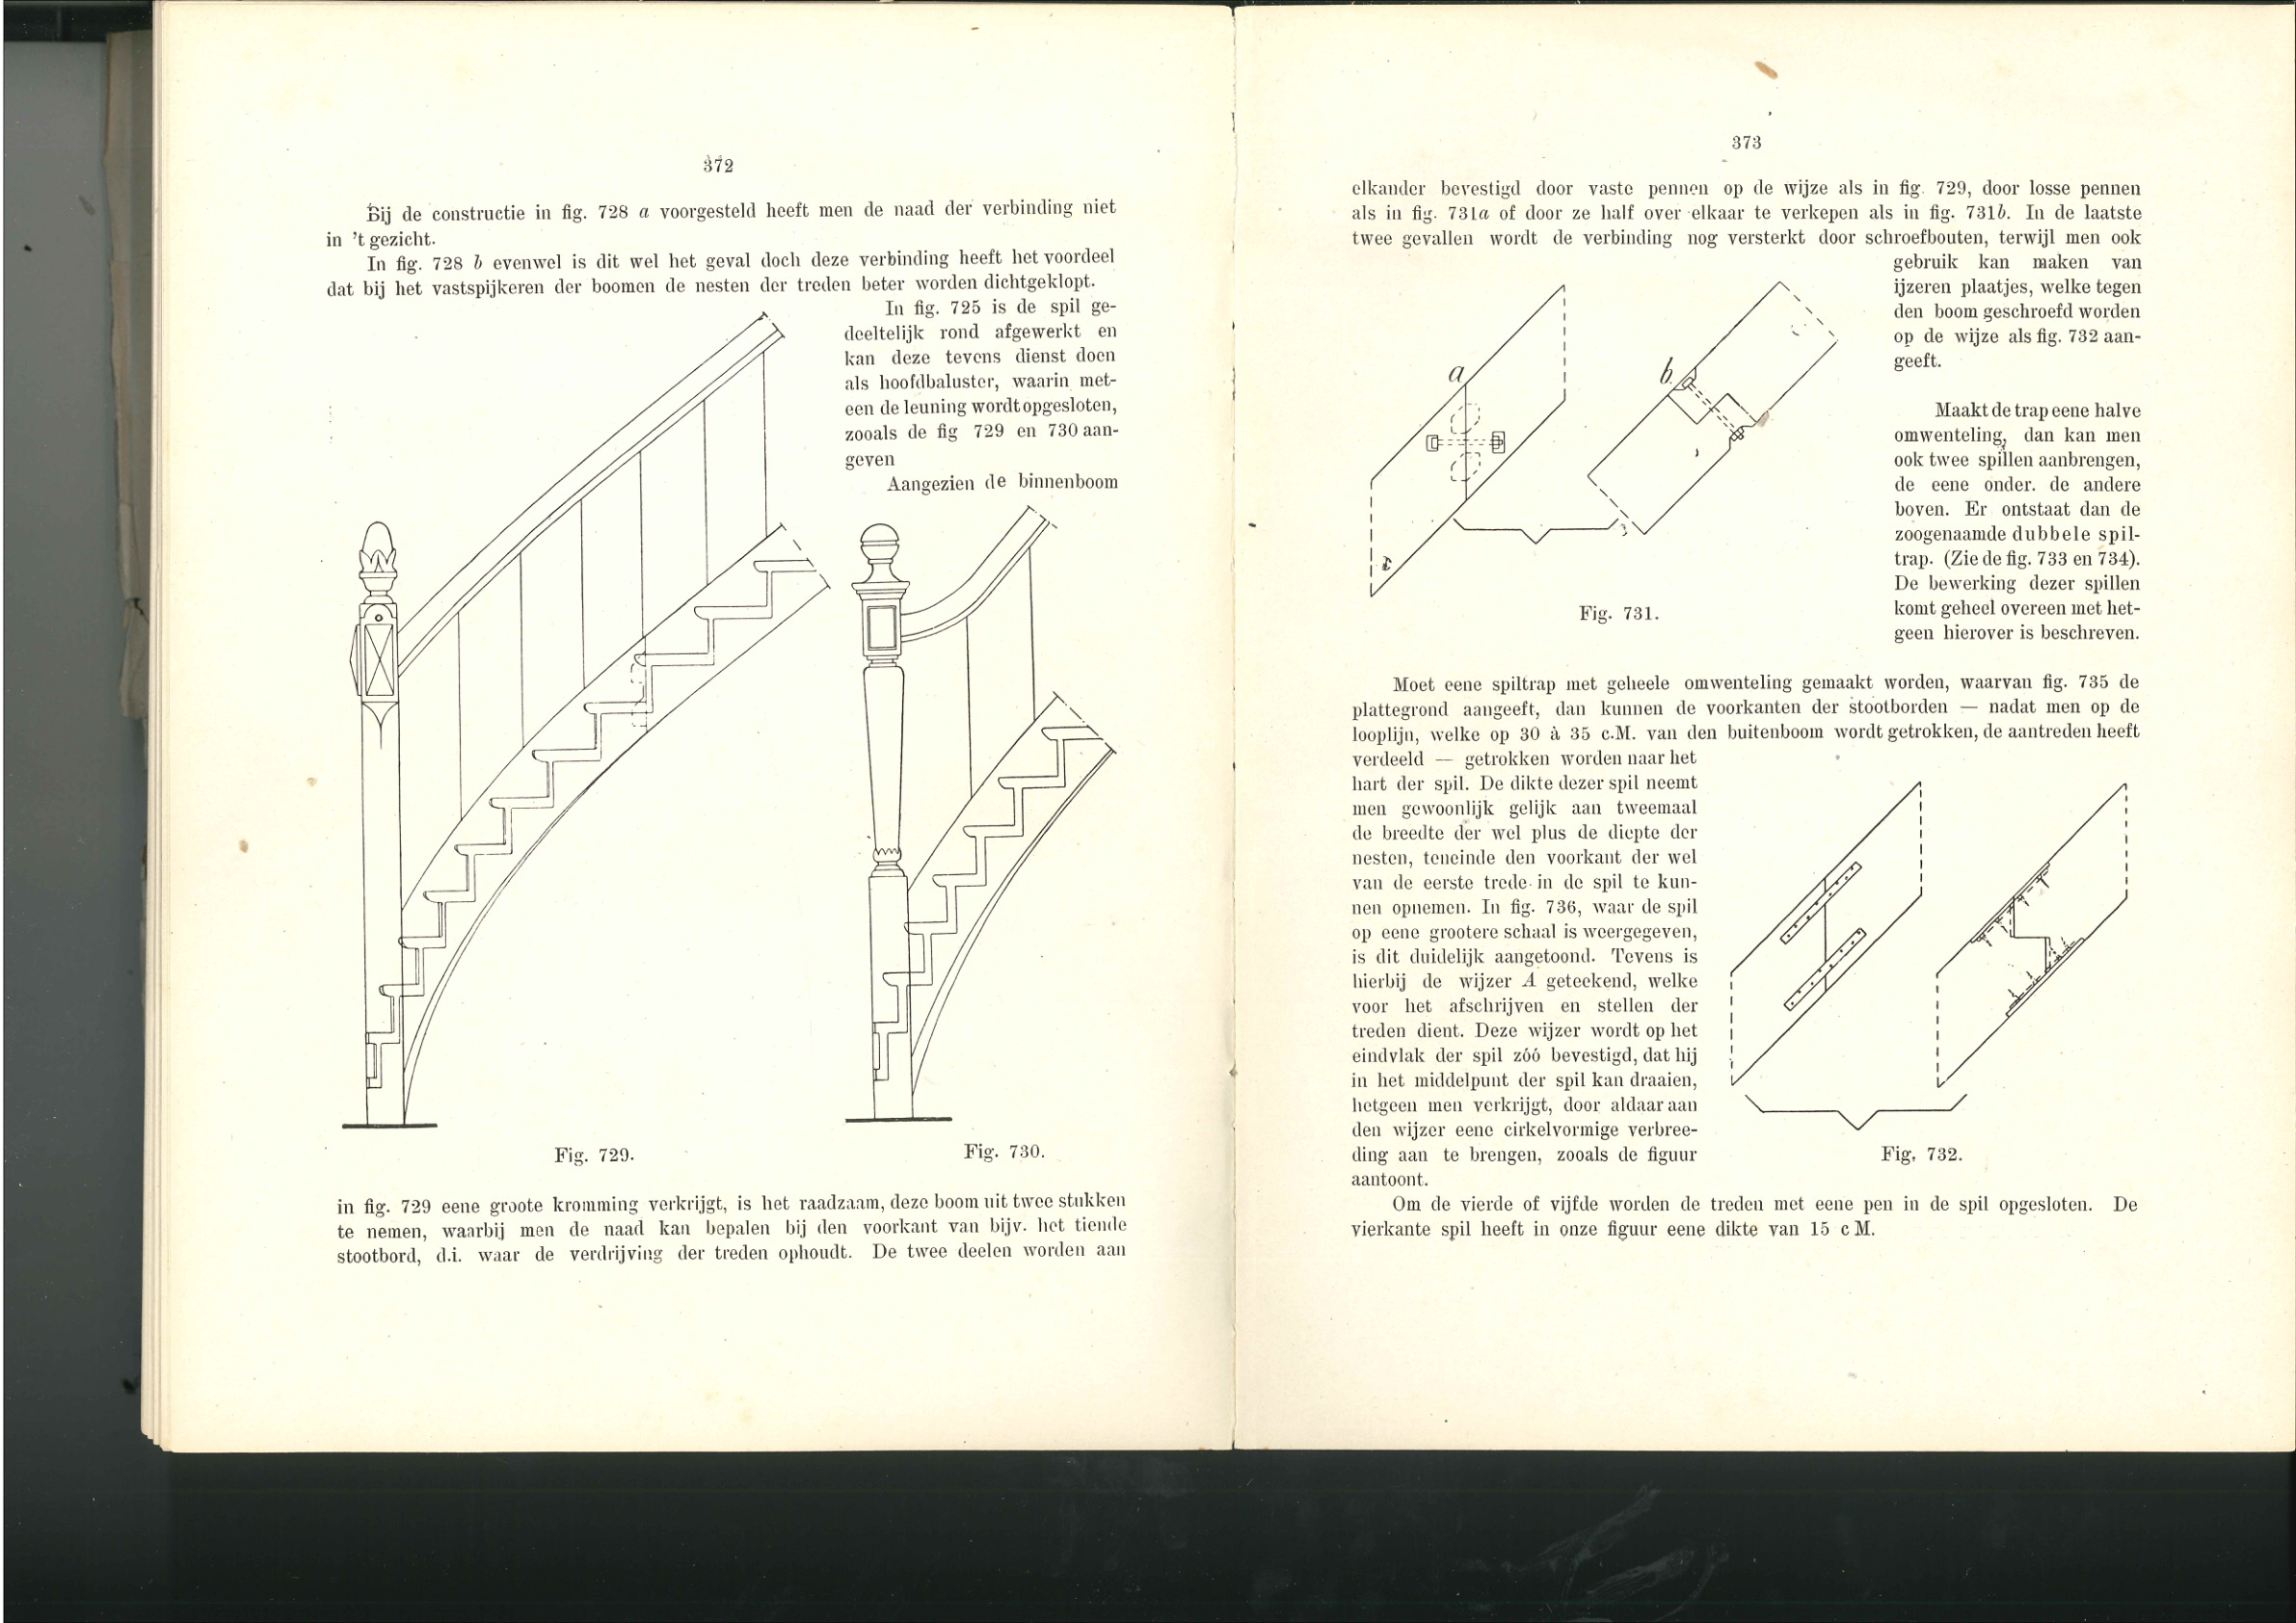 372
Bij de constructie in fig. 728 a voorgesteld heeft men de naad der verbinding niet
in 't gezicht.
In fig. 728 b evenwel is dit wel het geval doch deze verbinding heeft het voordeel
dat bij het vastspijkeren der boomen de nesten der treden beter worden dichtgeklopt.
In fig. 725 is de spil ge-
deeltelijk rond afgewerkt en
kan deze tevens dienst doen
als hoofdbaluster, waarin met-
een de leuning wordt opgesloten,
zooals de fig 729 en 730 aan-
geven
Aangezien de binnenboom
Fig. 729.
Fig. 730.
in fig. 729 eene groote kromming verkrijgt, is het raadzaam, deze boom uit twee stukken
te nemen, waarbij men de naad kan bepalen bij den voorkant van bijv. het tiende
stootbord, d.i. waar de verdrijving der treden ophoudt. De twee deelen worden aan
373
elkander bevestigd door vaste pennen op de wijze als in fig. 729, door losse pennen
als in fig. 731a of door ze half over elkaar te verkepen als in fig. 731b. In de laatste
twee gevallen wordt de verbinding nog versterkt door schroefbouten, terwijl men ook
gebruik kan maken van
ijzeren plaatjes, welke tegen
den boom geschroefd worden
op de wijze als fig. 732 aan-
geeft.
a
b.
Fig. 731.
Maakt de trap eene halve
omwenteling, dan kan men
ook twee spillen aanbrengen,
de eene onder. de andere
boven. Er ontstaat dan de
zoogenaamde dubbele spil-
trap. (Zie de fig. 733 en 734).
De bewerking dezer spillen
komt geheel overeen met het-
geen hierover is beschreven.
Moet eene spiltrap met geheele omwenteling gemaakt worden, waarvan fig. 735 de
plattegrond aangeeft, dan kunnen de voorkanten der stootborden — nadat men op de
looplijn, welke op 30 à 35 c.M. van den buitenboom wordt getrokken, de aantreden heeft
verdeeld — getrokken worden naar het
hart der spil. De dikte dezer spil neemt
men gewoonlijk gelijk aan tweemaal
de breedte der wel plus de diepte der
nesten, teneinde den voorkant der wel
van de eerste trede in de spil te kun-
nen opnemen. In fig. 736, waar de spil
op eene grootere schaal is weergegeven,
is dit duidelijk aangetoond. Tevens is
hierbij de wijzer A geteekend, welke
voor het afschrijven en stellen der
treden dient. Deze wijzer wordt op het
eindvlak der spil zóó bevestigd, dat hij
in het middelpunt der spil kan draaien,
hetgeen men verkrijgt, door aldaar aan
den wijzer eene cirkelvormige verbree-
ding aan te brengen, zooals de figuur
aantoont.
Fig. 732.
Om de vierde of vijfde worden de treden met eene pen in de spil opgesloten. De
vierkante spil heeft in onze figuur eene dikte van 15 c M.